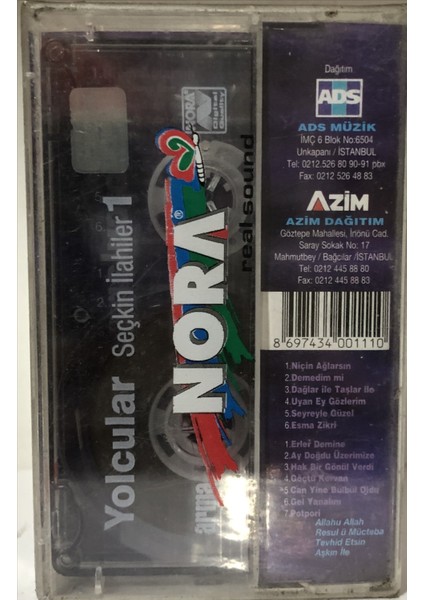 Yolcular Seçkin İlahiler 1
arma
NORA®
real sound
NORA
Digital
Quality
Dağıtım
ADS
ADS MÜZİK
İMÇ 6 Blok No:6504
Unkapanı / İSTANBUL
Tel: 0212.526 80 90-91 pbx
Fax: 0212 526 48 83
AZİM
AZİM DAĞITIM
Göztepe Mahallesi, İnönü Cad.
Saray Sokak No: 17
Mahmutbey / Bağcılar /İSTANBUL
Tel: 0212 445 88 80
Fax: 0212 445 88 83
8 697434 001110
1.Niçin Ağlarsın
2.Demedim mi
3.Dağlar ile Taşlar ile
4.Uyan Ey Gözlerim
5.Seyreyle Güzel
6.Esma Zikri
1.Erler Demine
2.Ay Doğdu Üzerimize
3.Hak Bir Gönül Verdi
4.Göçtü Kervan
5.Can Yine Bülbül Oldu
6.Gel Yanalım
7.Potpori
Allahu Allah
Resul ü Mücteba
Tevhid Etsun
Aşkın İle